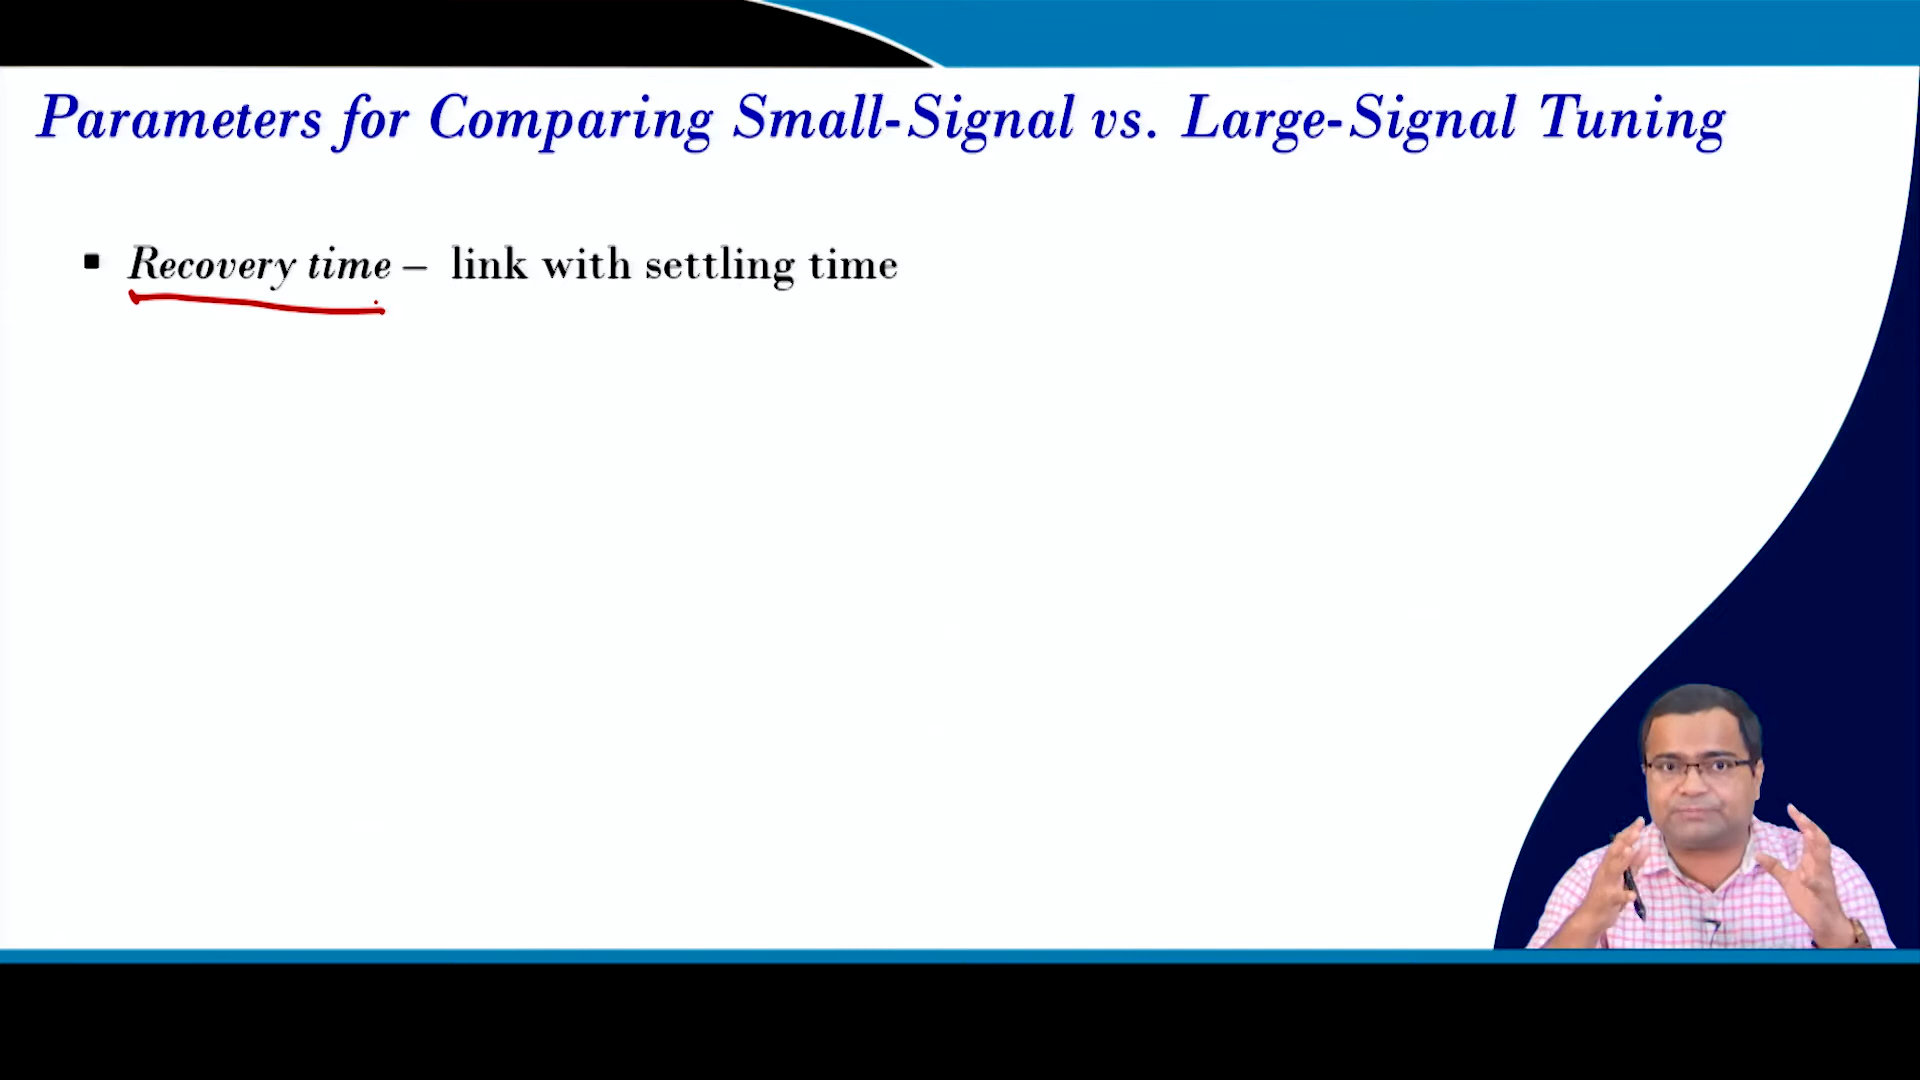 Parameters for Comparing Small-Signal vs. Large-Signal Tuning
▪ Recovery time – link with settling time